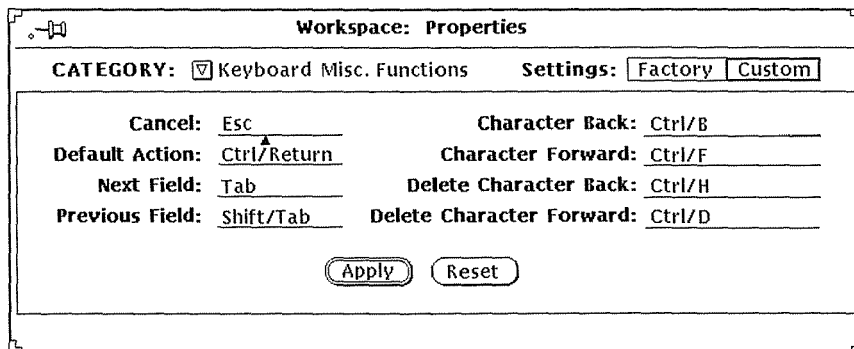 Workspace: Properties
CATEGORY: Keyboard Misc. Functions Settings: Factory Custom
Cancel: Esc Character Back: Ctrl/B
Default Action: Ctrl/Return Character Forward: Ctrl/F
Next Field: Tab Delete Character Back: Ctrl/H
Previous Field: Shift/Tab Delete Character Forward: Ctrl/D
Apply Reset